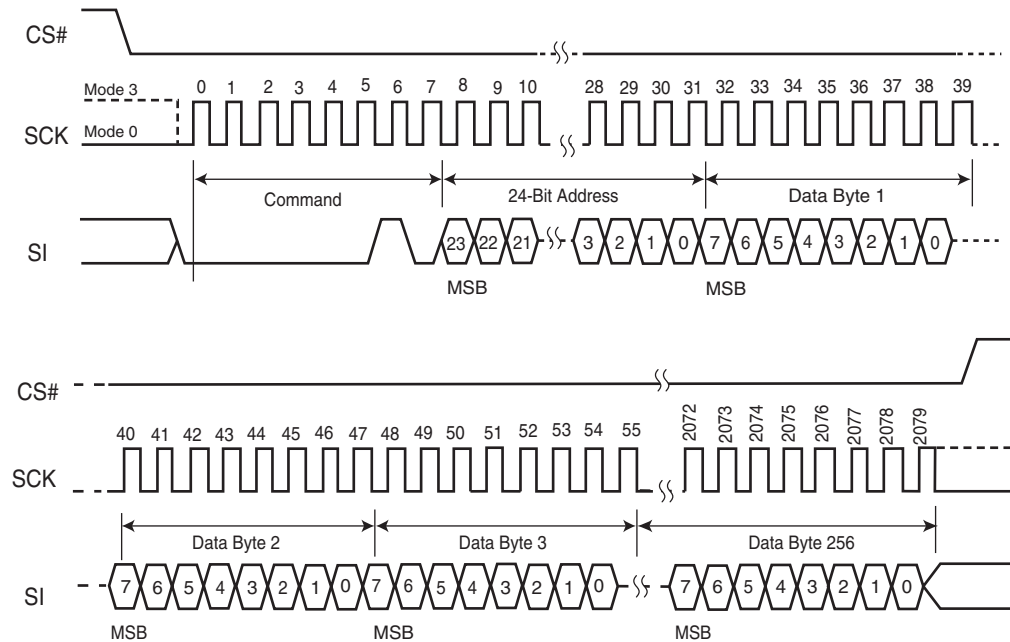 CS#
Mode 3
0 1 2 3 4 5 6 7 8 9 10 28 29 30 31 32 33 34 35 36 37 38 39
SCK
Mode 0
Command
24-Bit Address
Data Byte 1
SI
23 22 21 3 2 1 0 7 6 5 4 3 2 1 0
MSB
MSB
CS#
40 41 42 43 44 45 46 47 48 49 50 51 52 53 54 55 2072 2073 2074 2075 2076 2077 2078 2079
SCK
Data Byte 2
Data Byte 3
Data Byte 256
SI
7 6 5 4 3 2 1 0 7 6 5 4 3 2 1 0 7 6 5 4 3 2 1 0
MSB
MSB
MSB